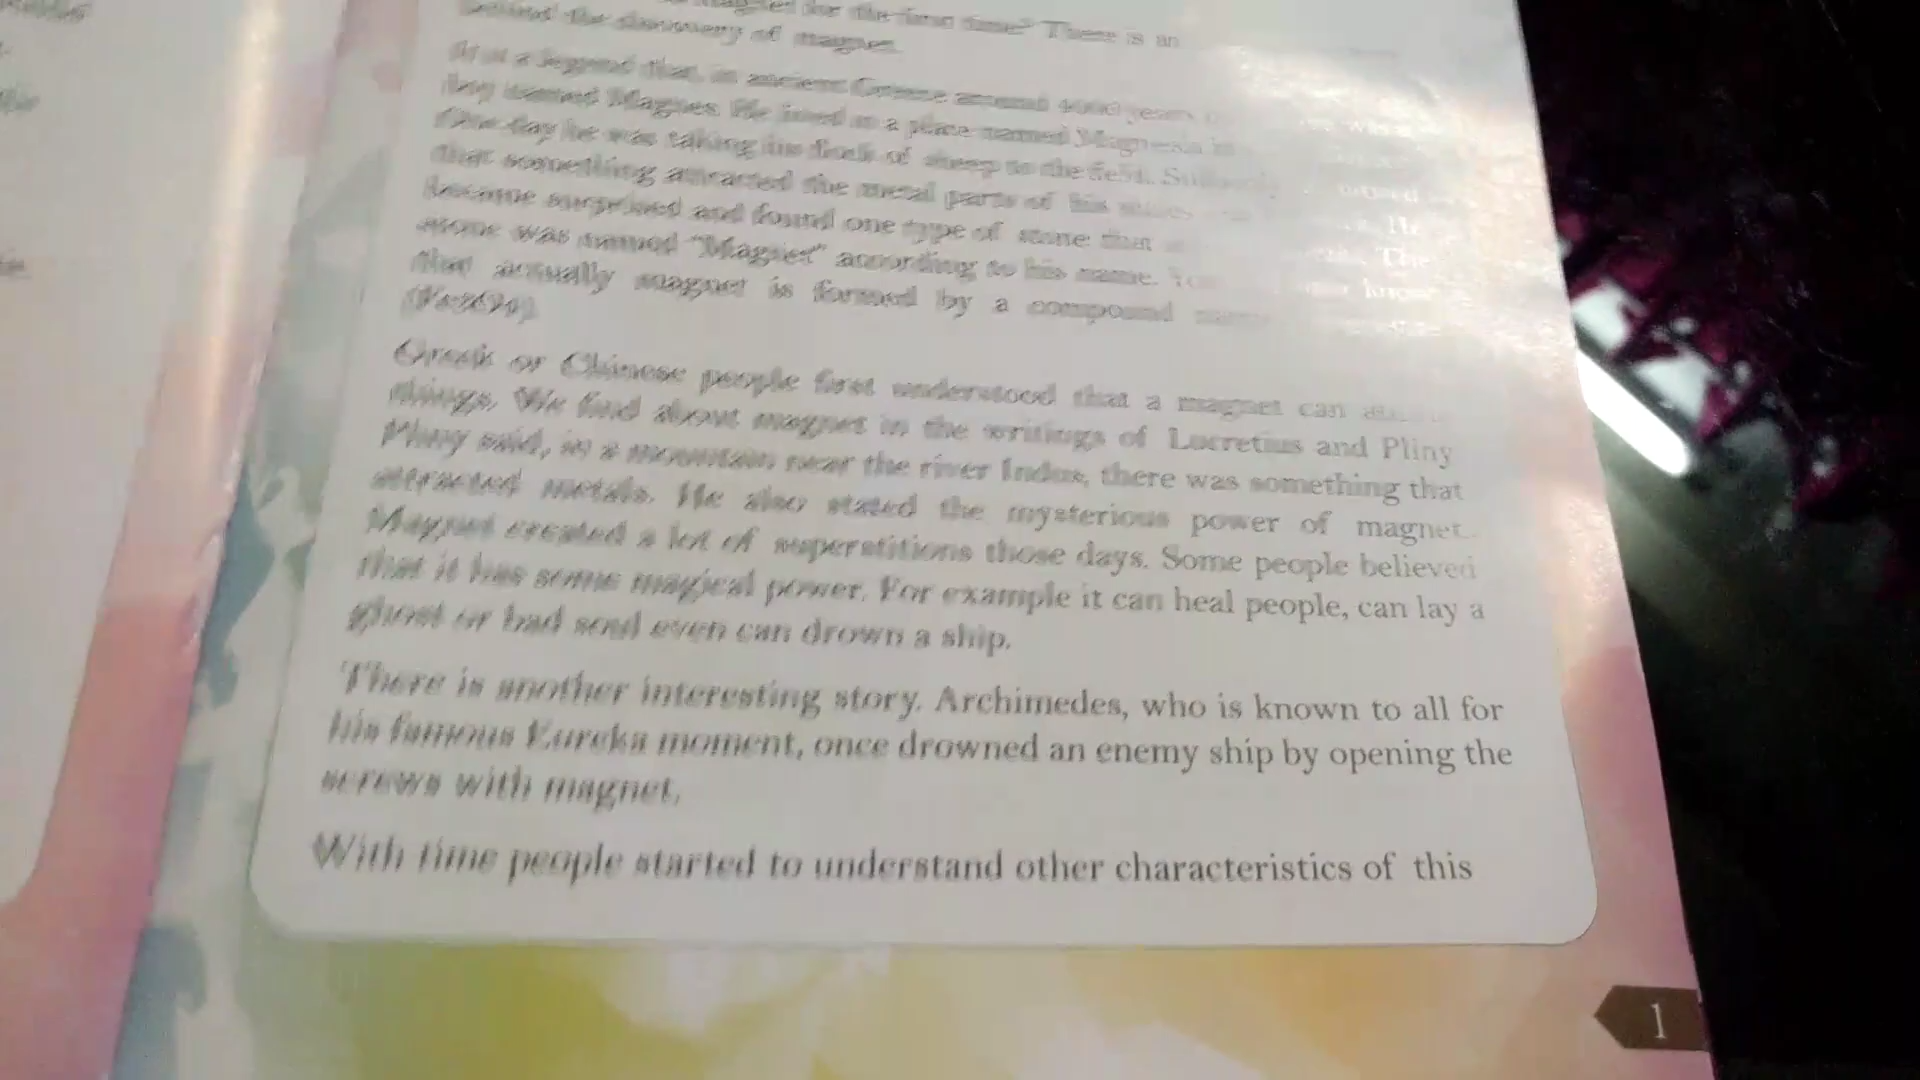 for the first time? There is an
behind the discovery of magnet.
It is a legend that, in ancient Greece around 4000 years
boy named Magnes. He lived in a place named Magnesia in
One day he was taking his flock of sheep to the field. Suddenly
that something attracted the metal parts of his He
became surprised and found one type of stone that The
stone was named "Magnet" according to his name. know
that actually magnet is formed by a compound
(Fe3O4).
Greek or Chinese people first understood that a magnet can
things. We find about magnet in the writings of Lucretius and Pliny
Pliny said, in a mountain near the river Indus, there was something that
attracted metals. He also stated the mysterious power of magnet.
Magnet created a lot of superstitions those days. Some people believed
that it has some magical power. For example it can heal people, can lay a
ghost or bad soul even can drown a ship.
There is another interesting story. Archimedes, who is known to all for
his famous Eureka moment, once drowned an enemy ship by opening the
screws with magnet.
With time people started to understand other characteristics of this
1